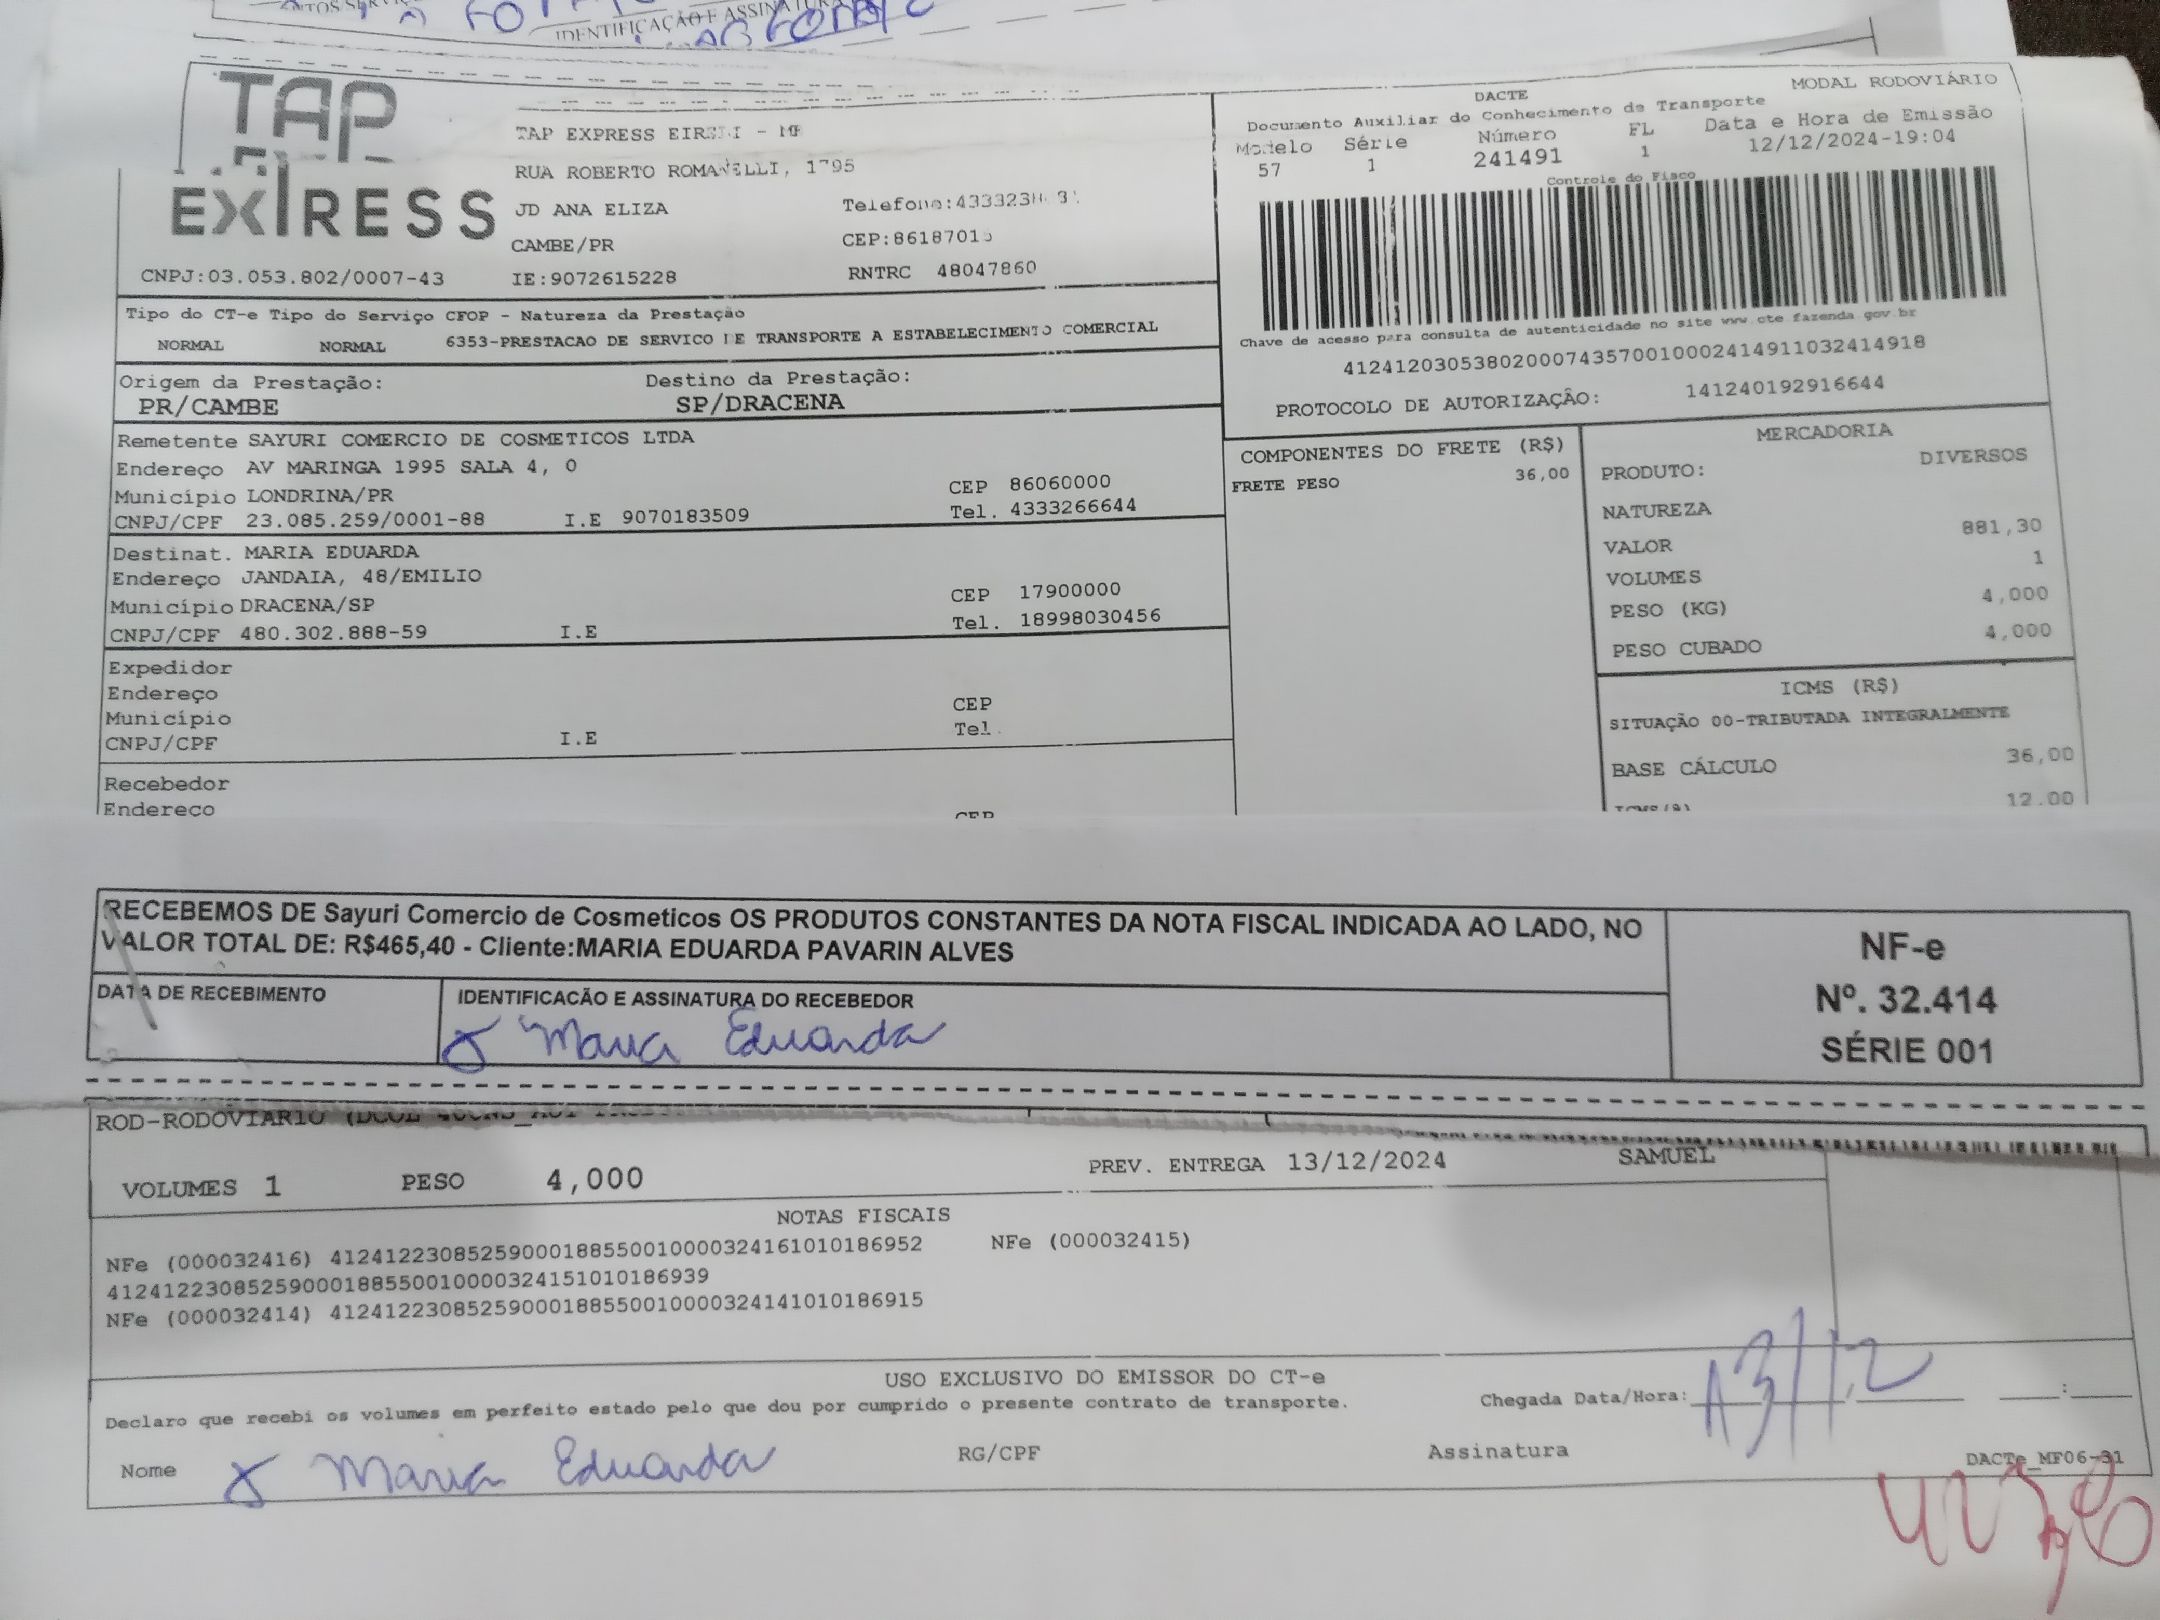 IDENTIFICAÇÃO E ASSINATURA
TAP
EXPRESS
TAP EXPRESS EIRELI - ME
RUA ROBERTO ROMANELLI, 1795
JD ANA ELIZA
CAMBE/PR CEP:8618701
CNPJ:03.053.802/0007-43 IE:9072615228 RNTRC 48047860
MODAL RODOVIÁRIO
DACTE
Documento Auxiliar do Conhecimento de Transporte
Modelo Série Número FL Data e Hora de Emissão
57 1 241491 1 12/12/2024-19:04
Controle do Fisco
Chave de acesso para consulta de autenticidade no site www.cte.fazenda.gov.br
41241203053802000743570010002414911032414918
PROTOCOLO DE AUTORIZAÇÃO: 141240192916644
Tipo do CT-e Tipo do Serviço CFOP - Natureza da Prestação
NORMAL NORMAL 6353-PRESTACAO DE SERVICO DE TRANSPORTE A ESTABELECIMENTO COMERCIAL
Origem da Prestação: Destino da Prestação:
PR/CAMBE SP/DRACENA
Remetente SAYURI COMERCIO DE COSMETICOS LTDA
Endereço AV MARINGA 1995 SALA 4, 0
Município LONDRINA/PR CEP 86060000
CNPJ/CPF 23.085.259/0001-88 I.E 9070183509 Tel. 4333266644
Destinat. MARIA EDUARDA
Endereço JANDAIA, 48/EMILIO
Município DRACENA/SP CEP 17900000
CNPJ/CPF 480.302.888-59 I.E Tel. 18998030456
Expedidor
Endereço
Município CEP
CNPJ/CPF I.E Tel.
Recebedor
Endereço CEP
COMPONENTES DO FRETE (R$)
FRETE PESO 36,00
MERCADORIA
PRODUTO: DIVERSOS
NATUREZA
VALOR 881,30
VOLUMES 1
PESO (KG) 4,000
PESO CUBADO 4,000
ICMS (R$)
SITUAÇÃO 00-TRIBUTADA INTEGRALMENTE
BASE CÁLCULO 36,00
12.00
RECEBEMOS DE Sayuri Comercio de Cosmeticos OS PRODUTOS CONSTANTES DA NOTA FISCAL INDICADA AO LADO, NO
VALOR TOTAL DE: R$465,40 - Cliente:MARIA EDUARDA PAVARIN ALVES
DATA DE RECEBIMENTO IDENTIFICACÃO E ASSINATURA DO RECEBEDOR
Maria Eduarda
NF-e
Nº. 32.414
SÉRIE 001
ROD-RODOVIARIO
VOLUMES 1 PESO 4,000 PREV. ENTREGA 13/12/2024 SAMUEL
NOTAS FISCAIS
NFe (000032416) 41241223085259000188550010000324161010186952 NFe (000032415)
41241223085259000188550010000324151010186939
NFe (000032414) 41241223085259000188550010000324141010186915
USO EXCLUSIVO DO EMISSOR DO CT-e
Declaro que recebi os volumes em perfeito estado pelo que dou por cumprido o presente contrato de transporte. Chegada Data/Hora: 13/12 :
Nome Maria Eduarda RG/CPF Assinatura DACTe_MF06-31